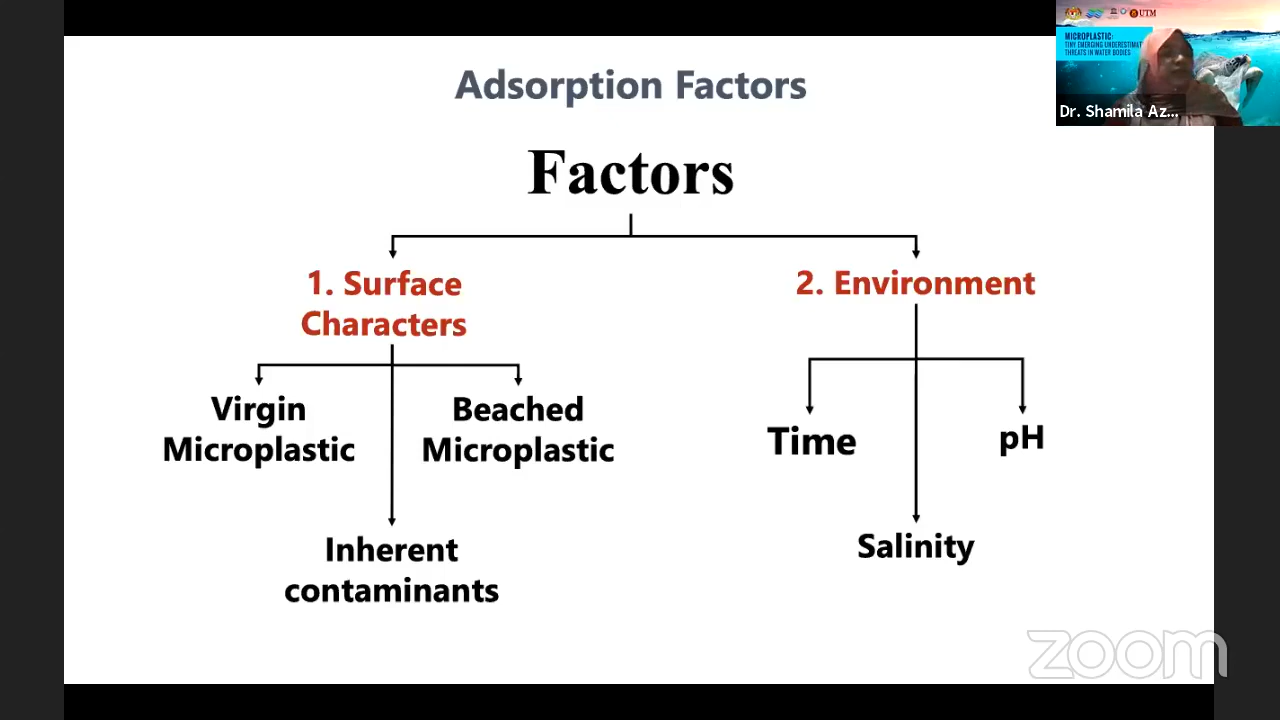 Adsorption Factors
Factors
1. Surface
Characters
2. Environment
Virgin
Microplastic
Beached
Microplastic
Time
pH
Inherent
contaminants
Salinity
UTM
MICROPLASTIC:
TINY EMERGING UNDERESTIMAT
THREATS IN WATER BODIES
Dr. Shamila Az...
zoom